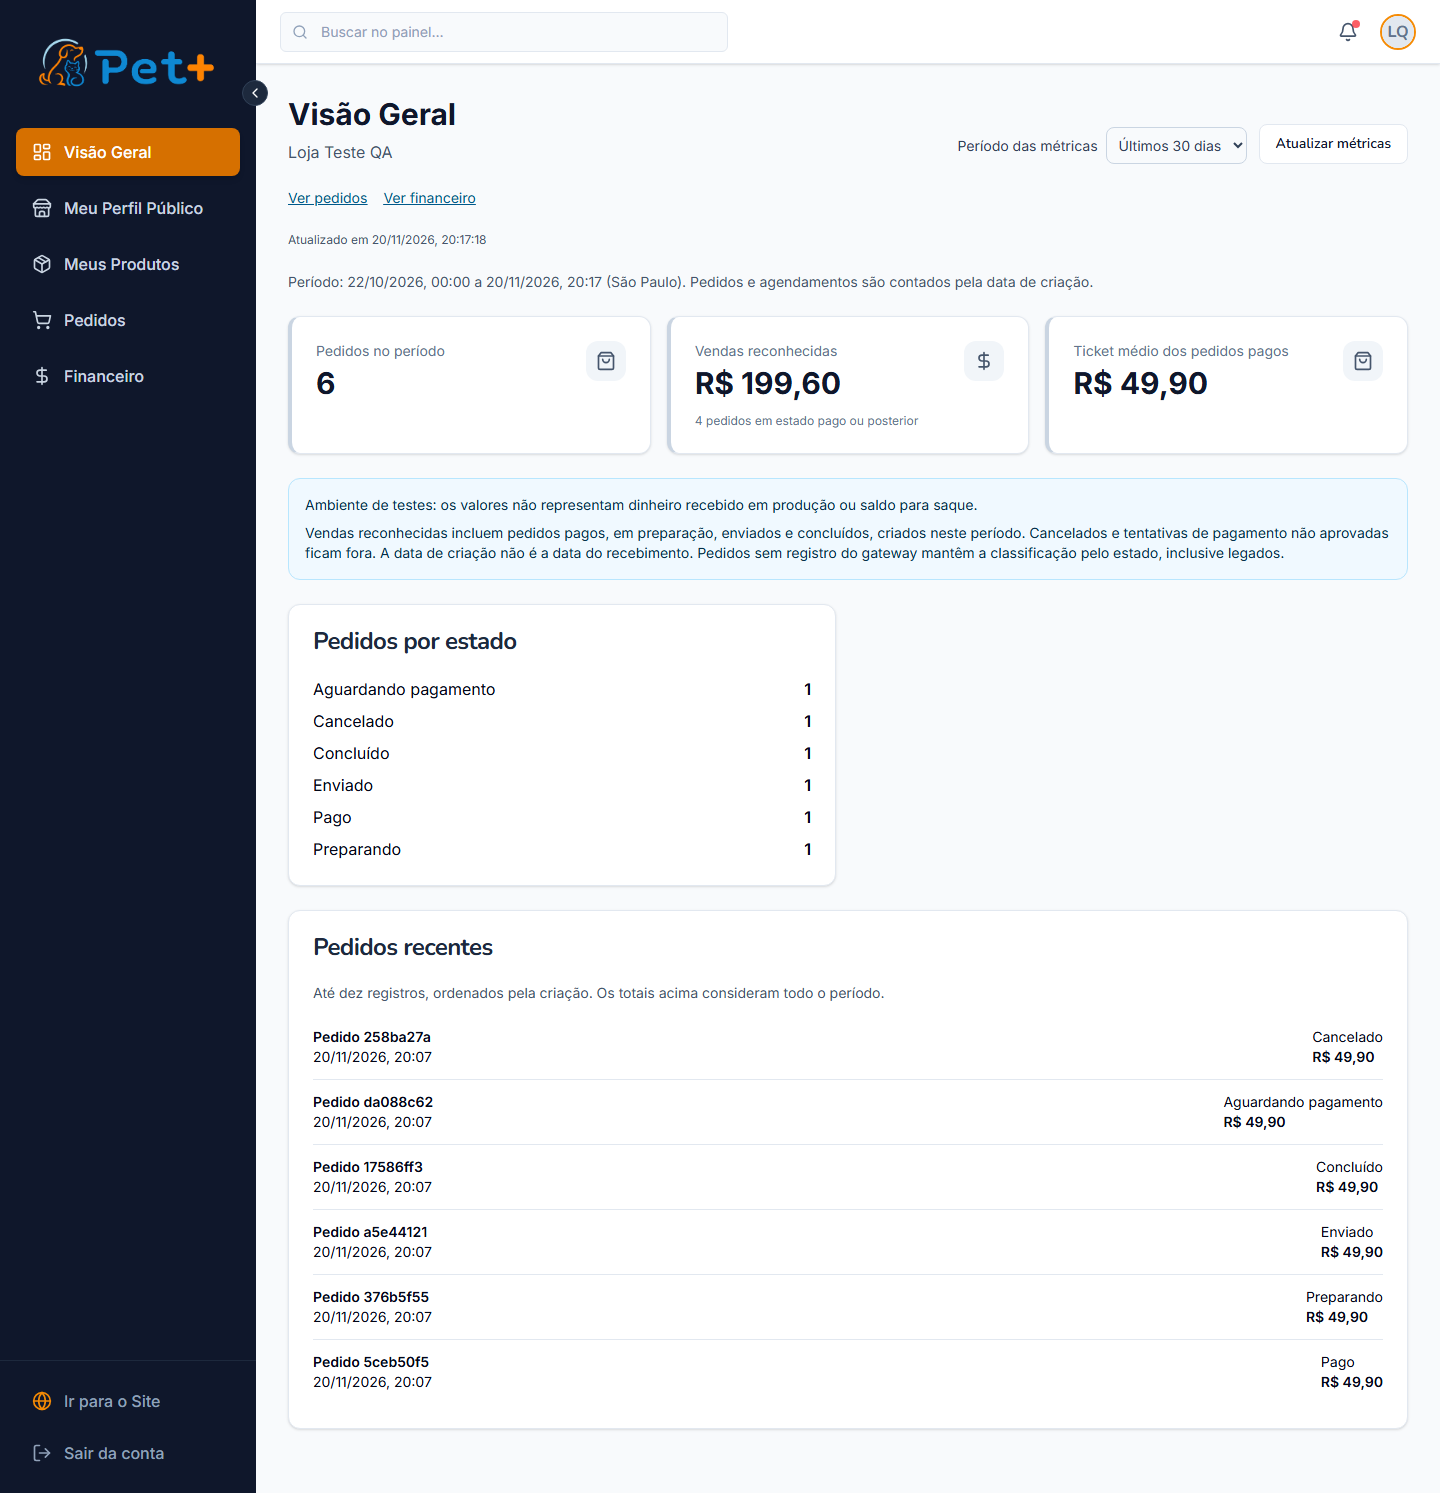 Pet+
Buscar no painel...
LQ
Visão Geral
Meu Perfil Público
Meus Produtos
Pedidos
Financeiro
Ir para o Site
Sair da conta
Visão Geral
Loja Teste QA
Período das métricas
Últimos 30 dias
Atualizar métricas
Ver pedidos Ver financeiro
Atualizado em 20/11/2026, 20:17:18
Período: 22/10/2026, 00:00 a 20/11/2026, 20:17 (São Paulo). Pedidos e agendamentos são contados pela data de criação.
Pedidos no período
6
Vendas reconhecidas
R$ 199,60
4 pedidos em estado pago ou posterior
Ticket médio dos pedidos pagos
R$ 49,90
Ambiente de testes: os valores não representam dinheiro recebido em produção ou saldo para saque.
Vendas reconhecidas incluem pedidos pagos, em preparação, enviados e concluídos, criados neste período. Cancelados e tentativas de pagamento não aprovadas
ficam fora. A data de criação não é a data do recebimento. Pedidos sem registro do gateway mantêm a classificação pelo estado, inclusive legados.
Pedidos por estado
Aguardando pagamento 1
Cancelado 1
Concluído 1
Enviado 1
Pago 1
Preparando 1
Pedidos recentes
Até dez registros, ordenados pela criação. Os totais acima consideram todo o período.
Pedido 258ba27a Cancelado
20/11/2026, 20:07 R$ 49,90
Pedido da088c62 Aguardando pagamento
20/11/2026, 20:07 R$ 49,90
Pedido 17586ff3 Concluído
20/11/2026, 20:07 R$ 49,90
Pedido a5e44121 Enviado
20/11/2026, 20:07 R$ 49,90
Pedido 376b5f55 Preparando
20/11/2026, 20:07 R$ 49,90
Pedido 5ceb50f5 Pago
20/11/2026, 20:07 R$ 49,90